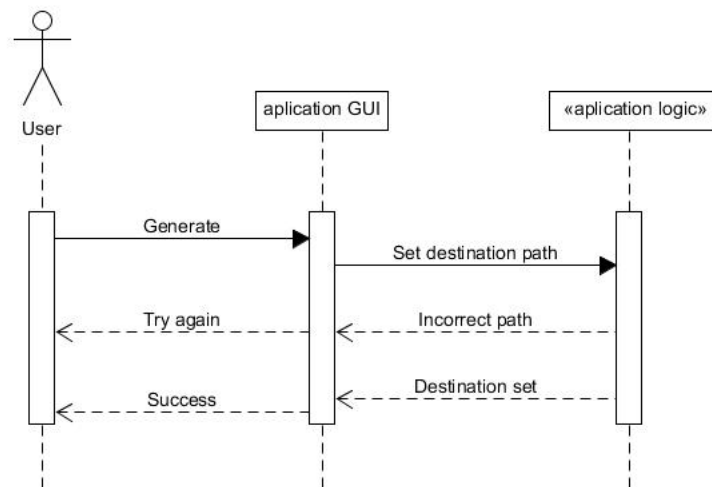 User
aplication GUI
«aplication logic»
Generate
Set destination path
Try again
Incorrect path
Destination set
Success